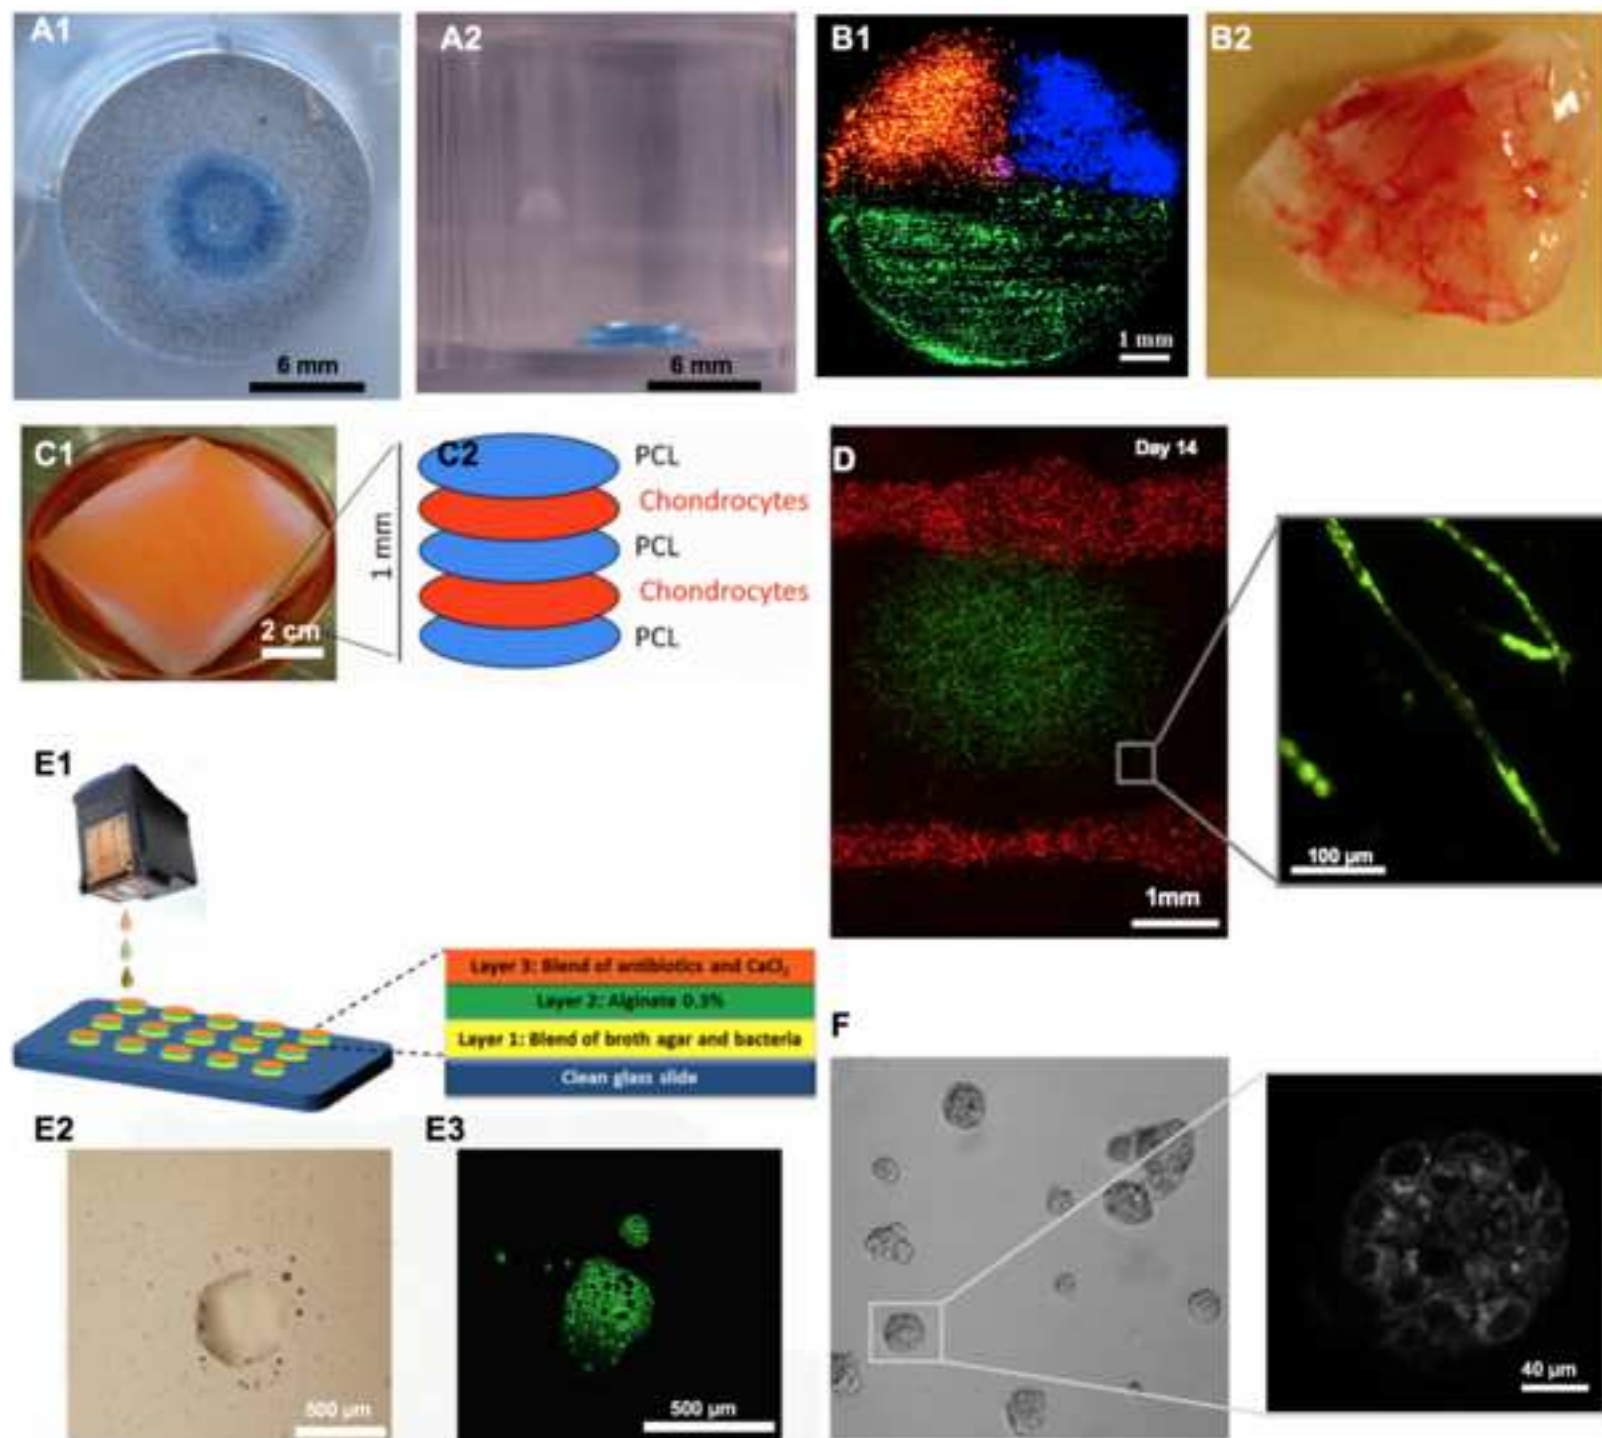 A1
A2
B1
B2
6 mm
6 mm
1 mm
C1
C2
2 cm
1 mm
PCL
Chondrocytes
PCL
Chondrocytes
PCL
D
Day 14
1mm
100 µm
E1
Layer 3: Blend of antibiotics and CaCl₂
Layer 2: Alginate 0.3%
Layer 1: Blend of broth agar and bacteria
Clean glass slide
E2
500 µm
E3
500 µm
F
40 µm